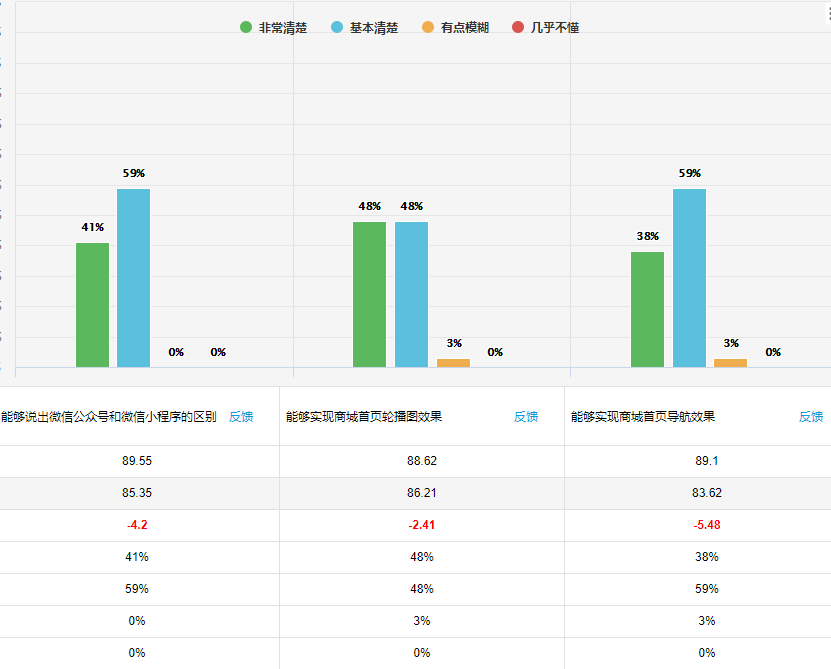 非常清楚 基本清楚 有点模糊 几乎不懂
59% 59%
48% 48%
41% 38%
3% 3%
0% 0% 0% 0%
能够说出微信公众号和微信小程序的区别 反馈 能够实现商城首页轮播图效果 反馈 能够实现商城首页导航效果 反馈
89.55 88.62 89.1
85.35 86.21 83.62
-4.2 -2.41 -5.48
41% 48% 38%
59% 48% 59%
0% 3% 3%
0% 0% 0%